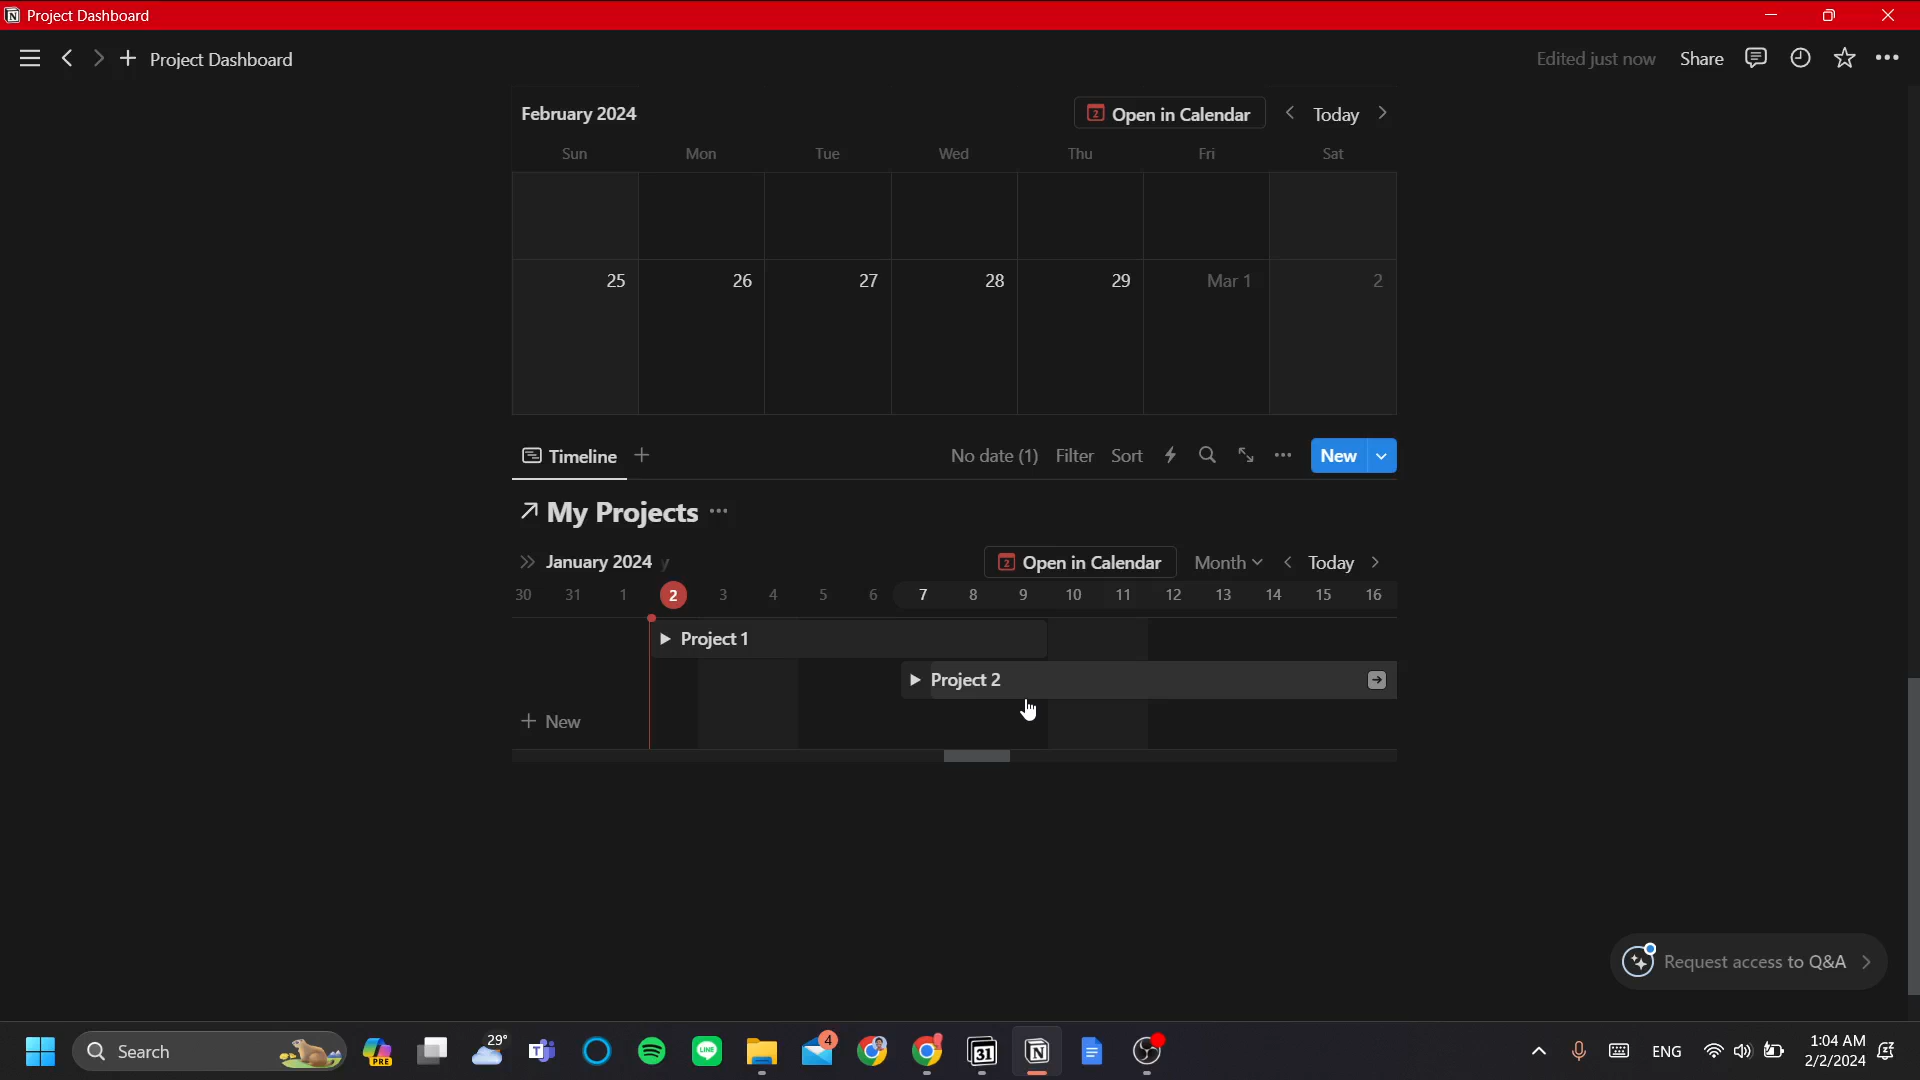 Project Dashboard
Project Dashboard
Edited just now Share
February 2024
2 Open in Calendar Today
Sun Mon Tue Wed Thu Fri Sat
25 26 27 28 29 Mar 1 2
Timeline
No date (1) Filter Sort New
My Projects
January 2024 y
2 Open in Calendar Month Today
30 31 1 2 3 4 5 6 7 8 9 10 11 12 13 14 15 16
Project 1
Project 2
New
Request access to Q&A
Search
PRE
29°
LINE
4
31
ENG
1:04 AM
2/2/2024